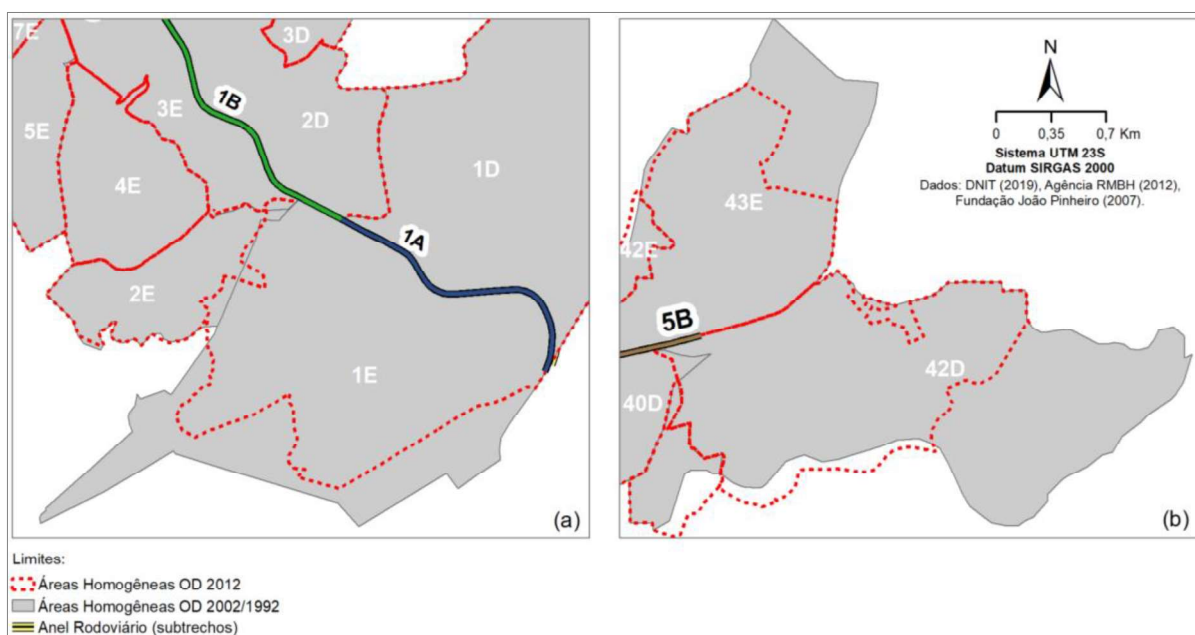 7E
3D
1B
3E
2D
5E
1D
4E
1A
2E
1E
(a)
N
0 0,35 0,7 Km
Sistema UTM 23S
Datum SIRGAS 2000
Dados: DNIT (2019), Agência RMBH (2012),
Fundação João Pinheiro (2007).
43E
42E
5B
42D
40D
(b)
Limites:
Áreas Homogêneas OD 2012
Áreas Homogêneas OD 2002/1992
Anel Rodoviário (subtrechos)